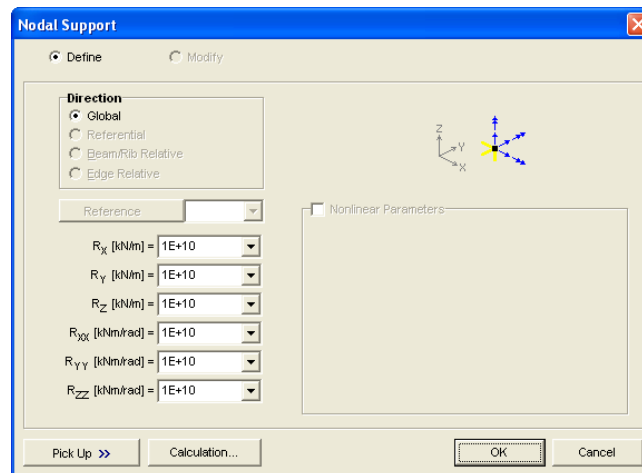 Nodal Support
Define
Modify
Direction
Global
Referential
Beam/Rib Relative
Edge Relative
Reference
Z
Y
X
Nonlinear Parameters
RX [kN/m] = 1E+10
RY [kN/m] = 1E+10
RZ [kN/m] = 1E+10
RXX [kNm/rad] = 1E+10
RYY [kNm/rad] = 1E+10
RZZ [kNm/rad] = 1E+10
Pick Up >>
Calculation...
OK
Cancel